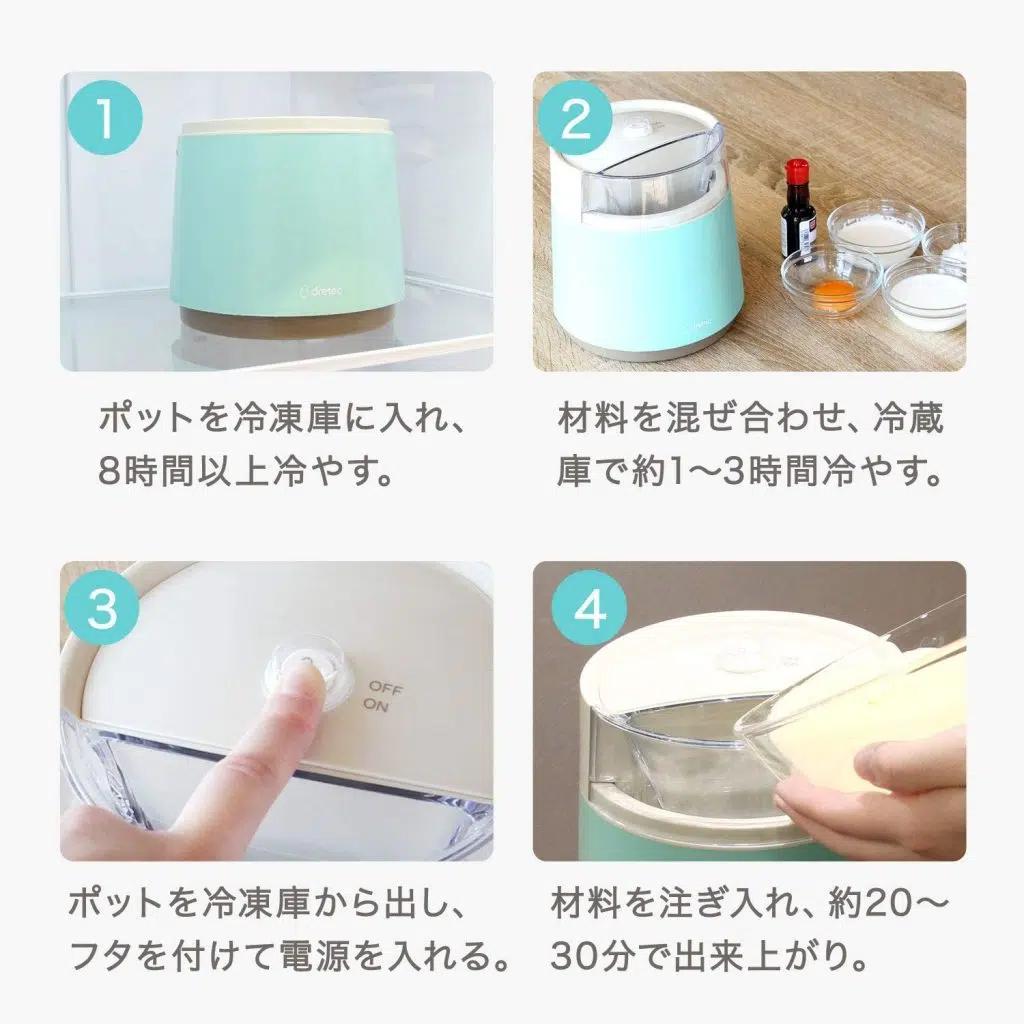 1
dretec
ポットを冷凍庫に入れ、
8時間以上冷やす。
2
dretec
材料を混ぜ合わせ、冷蔵
庫で約1〜3時間冷やす。
3
OFF
ON
ポットを冷凍庫から出し、
フタを付けて電源を入れる。
4
材料を注ぎ入れ、約20〜
30分で出来上がり。